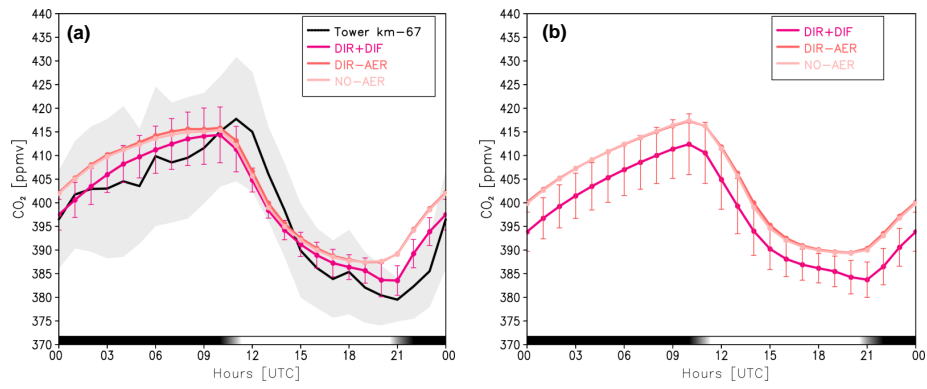 (a)
Tower km-67
DIR+DIF
DIR-AER
NO-AER
CO₂ [ppmv]
440
435
430
425
420
415
410
405
400
395
390
385
380
375
370
00 03 06 09 12 15 18 21 00
Hours [UTC]
(b)
DIR+DIF
DIR-AER
NO-AER
CO₂ [ppmv]
440
435
430
425
420
415
410
405
400
395
390
385
380
375
370
00 03 06 09 12 15 18 21 00
Hours [UTC]